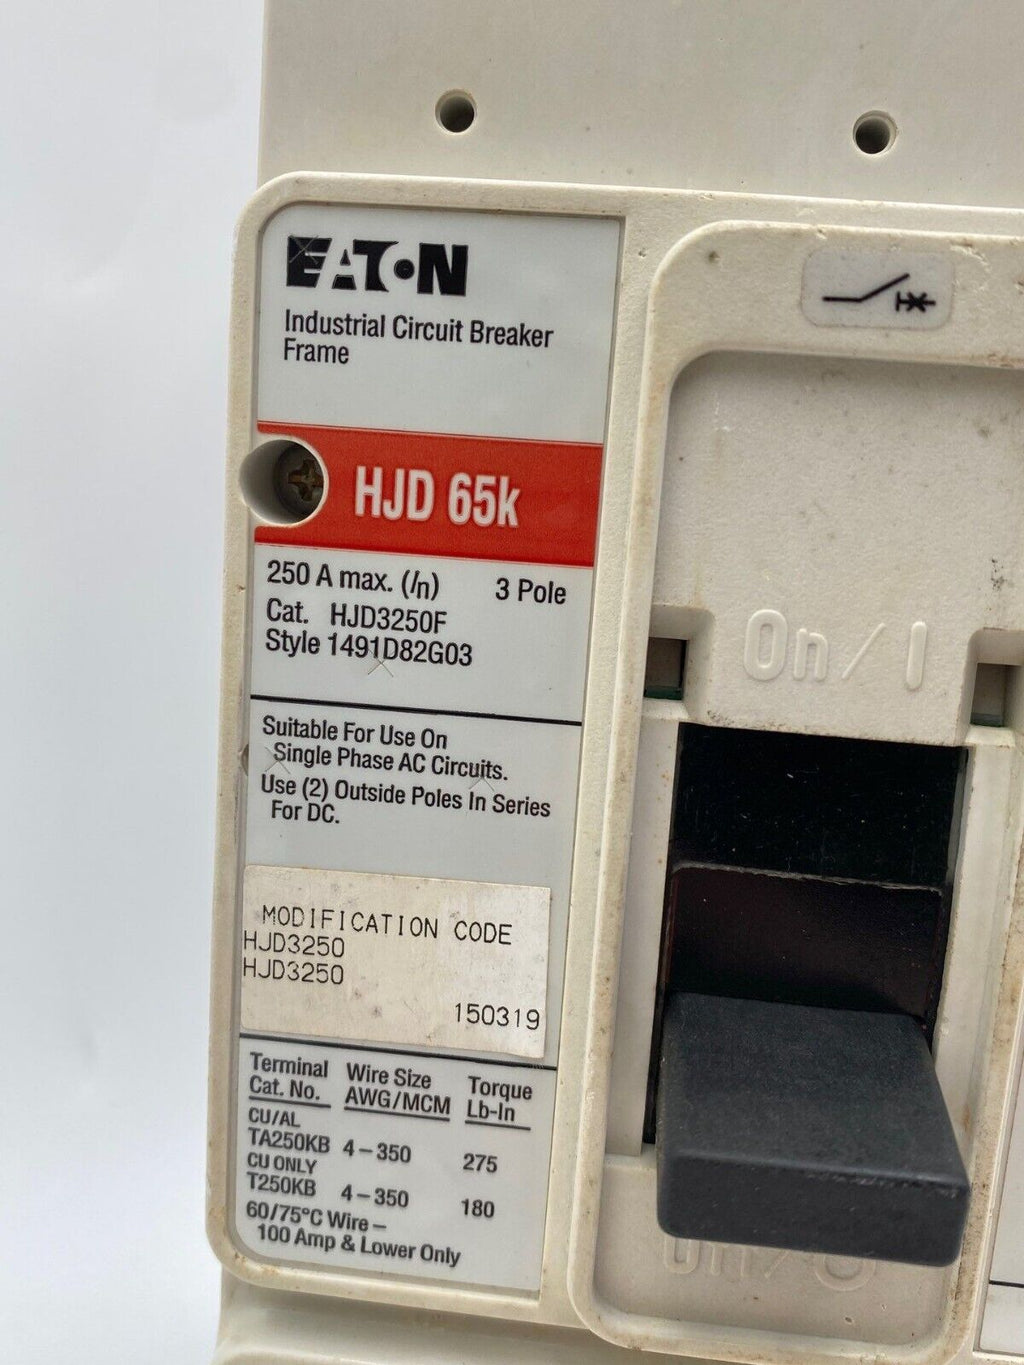 EATON
Industrial Circuit Breaker
Frame
HJD 65k
250 A max. (In) 3 Pole
Cat. HJD3250F
Style 1491D82G03
Suitable For Use On
Single Phase AC Circuits.
Use (2) Outside Poles In Series
For DC.
MODIFICATION CODE
HJD3250
HJD3250
150319
Terminal Wire Size Torque
Cat. No. AWG/MCM Lb-In
CU/AL
TA250KB 4–350 275
CU ONLY
T250KB 4–350 180
60/75°C Wire –
100 Amp & Lower Only
On / I